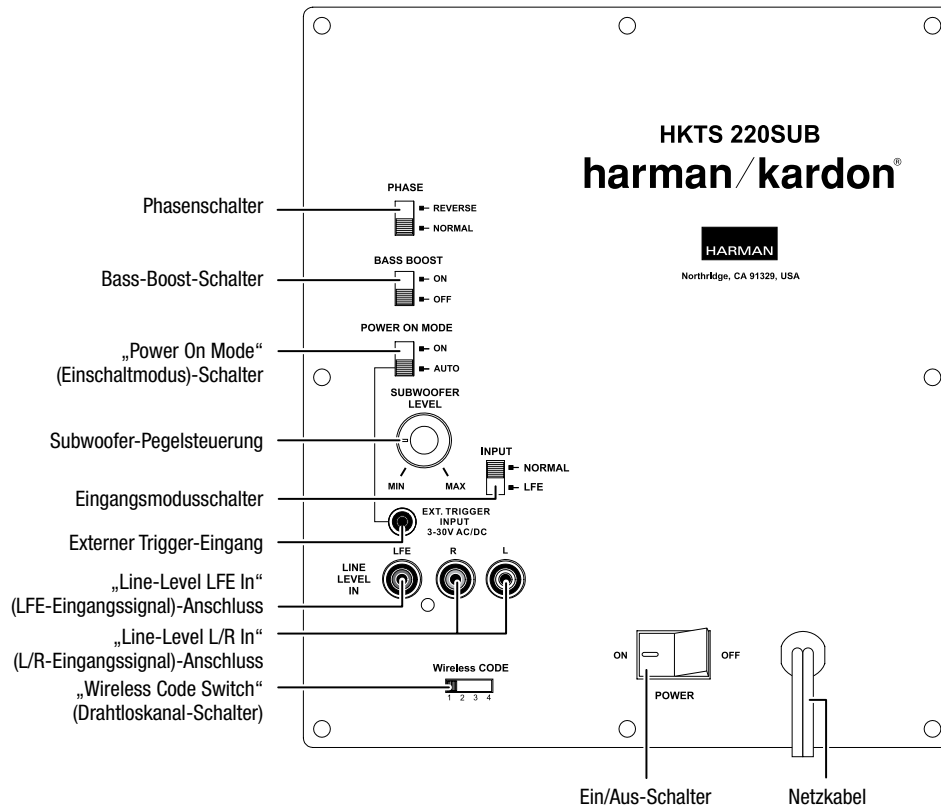 HKTS 220SUB
harman/kardon®
HARMAN
Northridge, CA 91329, USA
Phasenschalter
PHASE
REVERSE
NORMAL
Bass-Boost-Schalter
BASS BOOST
ON
OFF
„Power On Mode“
(Einschaltmodus)-Schalter
POWER ON MODE
ON
AUTO
Subwoofer-Pegelsteuerung
SUBWOOFER
LEVEL
MIN
MAX
Eingangsmodusschalter
INPUT
NORMAL
LFE
Externer Trigger-Eingang
EXT. TRIGGER
INPUT
3-30V AC/DC
„Line-Level LFE In“
(LFE-Eingangssignal)-Anschluss
LINE
LEVEL
IN
LFE
R
L
„Line-Level L/R In“
(L/R-Eingangssignal)-Anschluss
„Wireless Code Switch“
(Drahtloskanal-Schalter)
Wireless CODE
1 2 3 4
ON
OFF
POWER
Ein/Aus-Schalter
Netzkabel